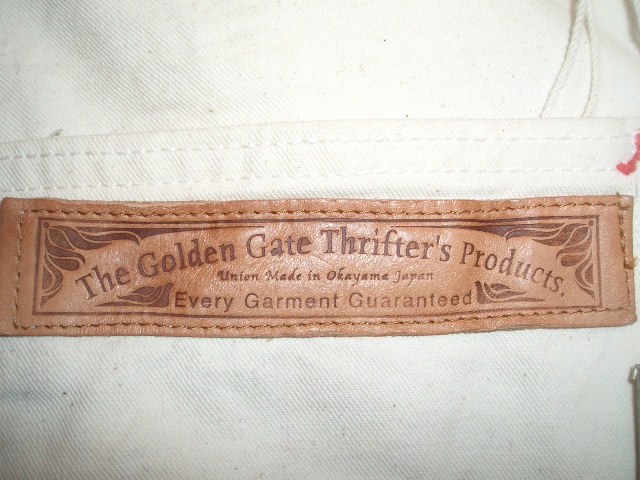 The Golden Gate Thrifter's Products.
Union Made in Okayama Japan
Every Garment Guaranteed